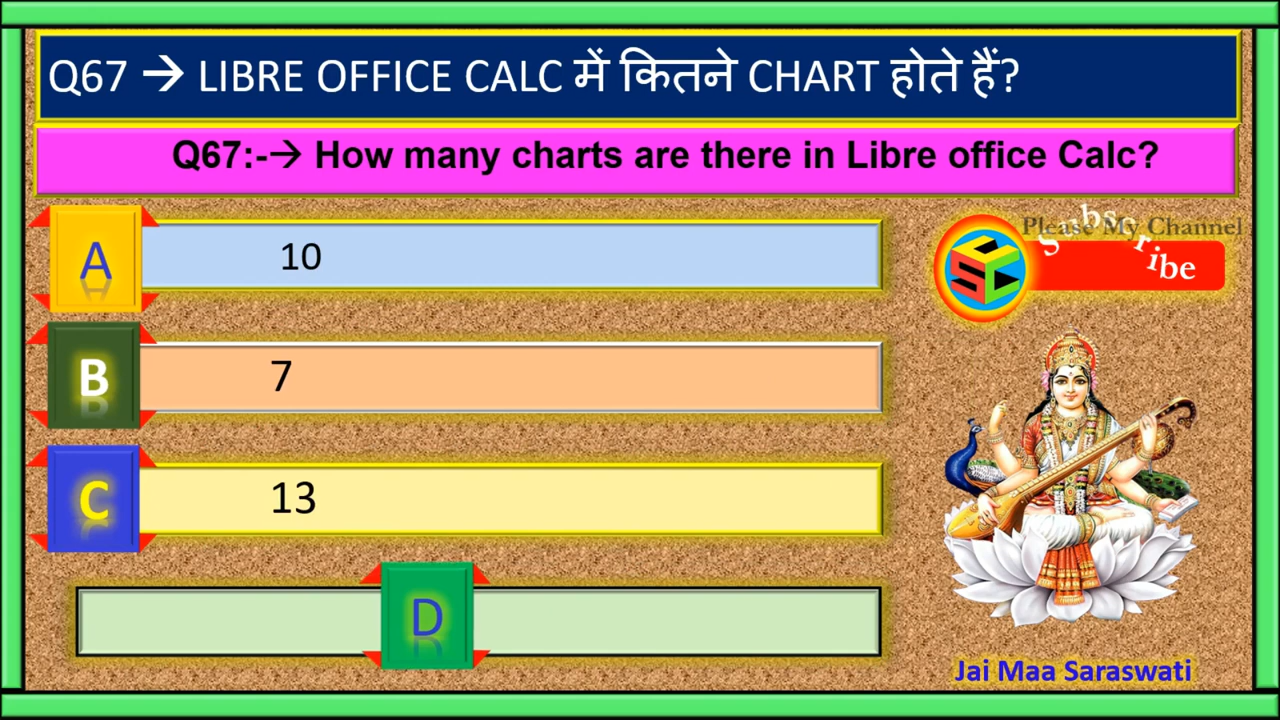 Q67 → LIBRE OFFICE CALC में कितने CHART होते हैं?
Q67:-→ How many charts are there in Libre office Calc?
A 10
Please My Channel
Subscribe
SCC
B 7
C 13
D
Jai Maa Saraswati